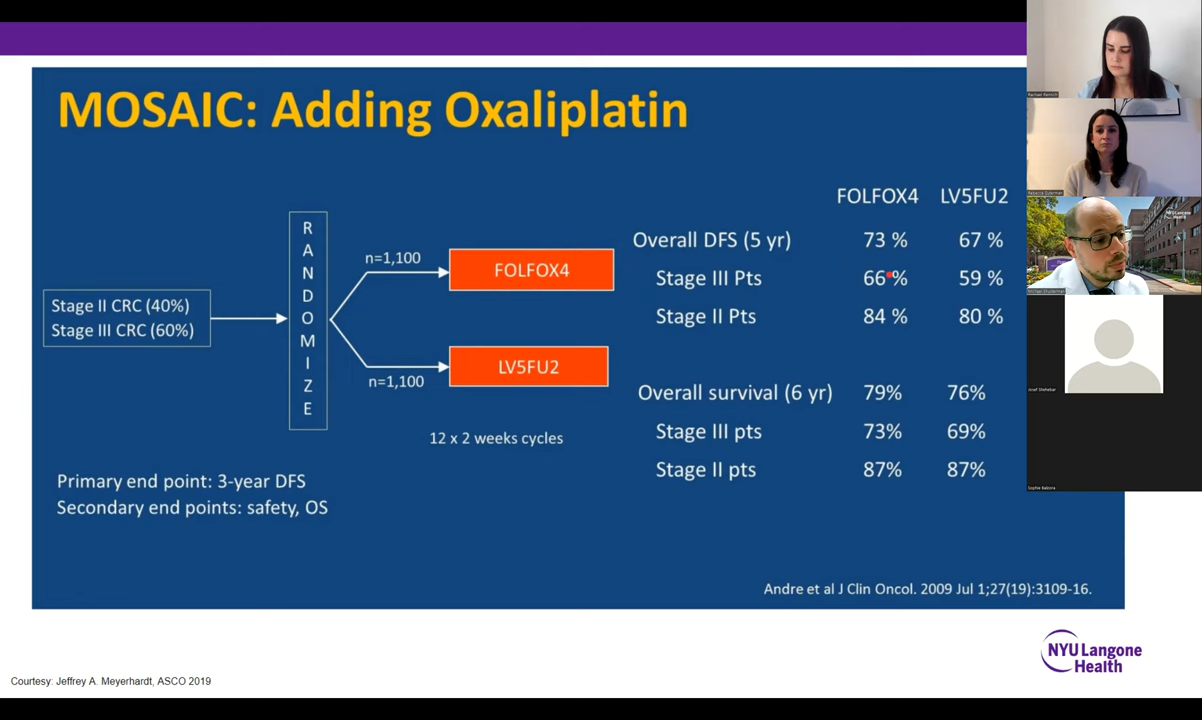 MOSAIC: Adding Oxaliplatin
Stage II CRC (40%)
Stage III CRC (60%)
RANDOMIZE
n=1,100
FOLFOX4
n=1,100
LV5FU2
12 x 2 weeks cycles
Primary end point: 3-year DFS
Secondary end points: safety, OS
FOLFOX4 LV5FU2
Overall DFS (5 yr) 73 % 67 %
Stage III Pts 66 % 59 %
Stage II Pts 84 % 80 %
Overall survival (6 yr) 79% 76%
Stage III pts 73% 69%
Stage II pts 87% 87%
Andre et al J Clin Oncol. 2009 Jul 1;27(19):3109-16.
NYU Langone
Health
Courtesy: Jeffrey A. Meyerhardt, ASCO 2019